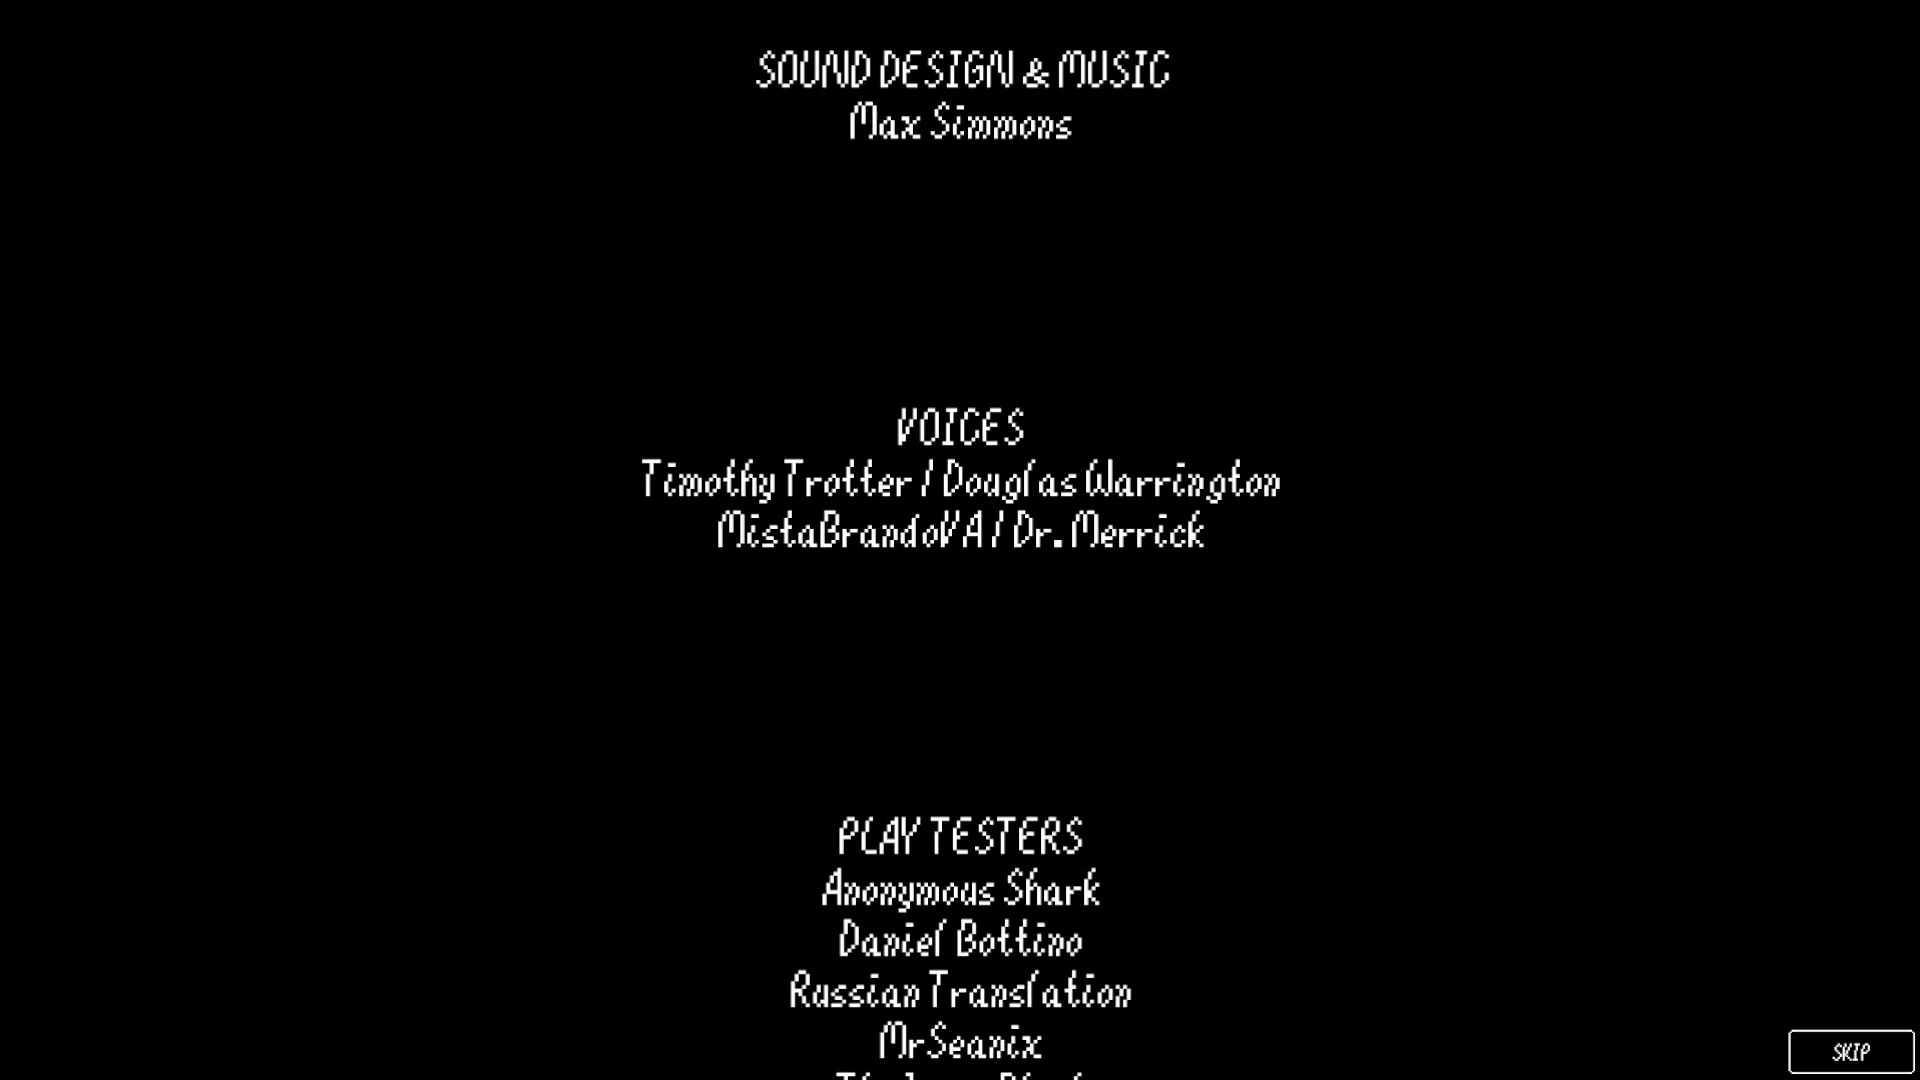 SOUND DESIGN & MUSIC
Max Simmons
VOICES
Timothy Trotter / Douglas Warrington
MistaBrandoVA / Dr. Merrick
PLAY TESTERS
Anonymous Shark
Daniel Bottino
Russian Translation
MrSeanix
SKIP